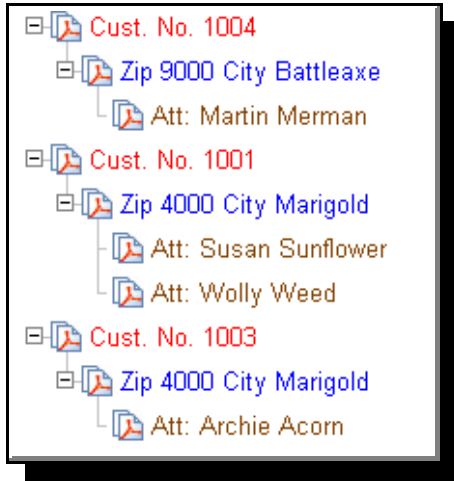 Cust. No. 1004
Zip 9000 City Battleaxe
Att: Martin Merman
Cust. No. 1001
Zip 4000 City Marigold
Att: Susan Sunflower
Att: Wolly Weed
Cust. No. 1003
Zip 4000 City Marigold
Att: Archie Acorn